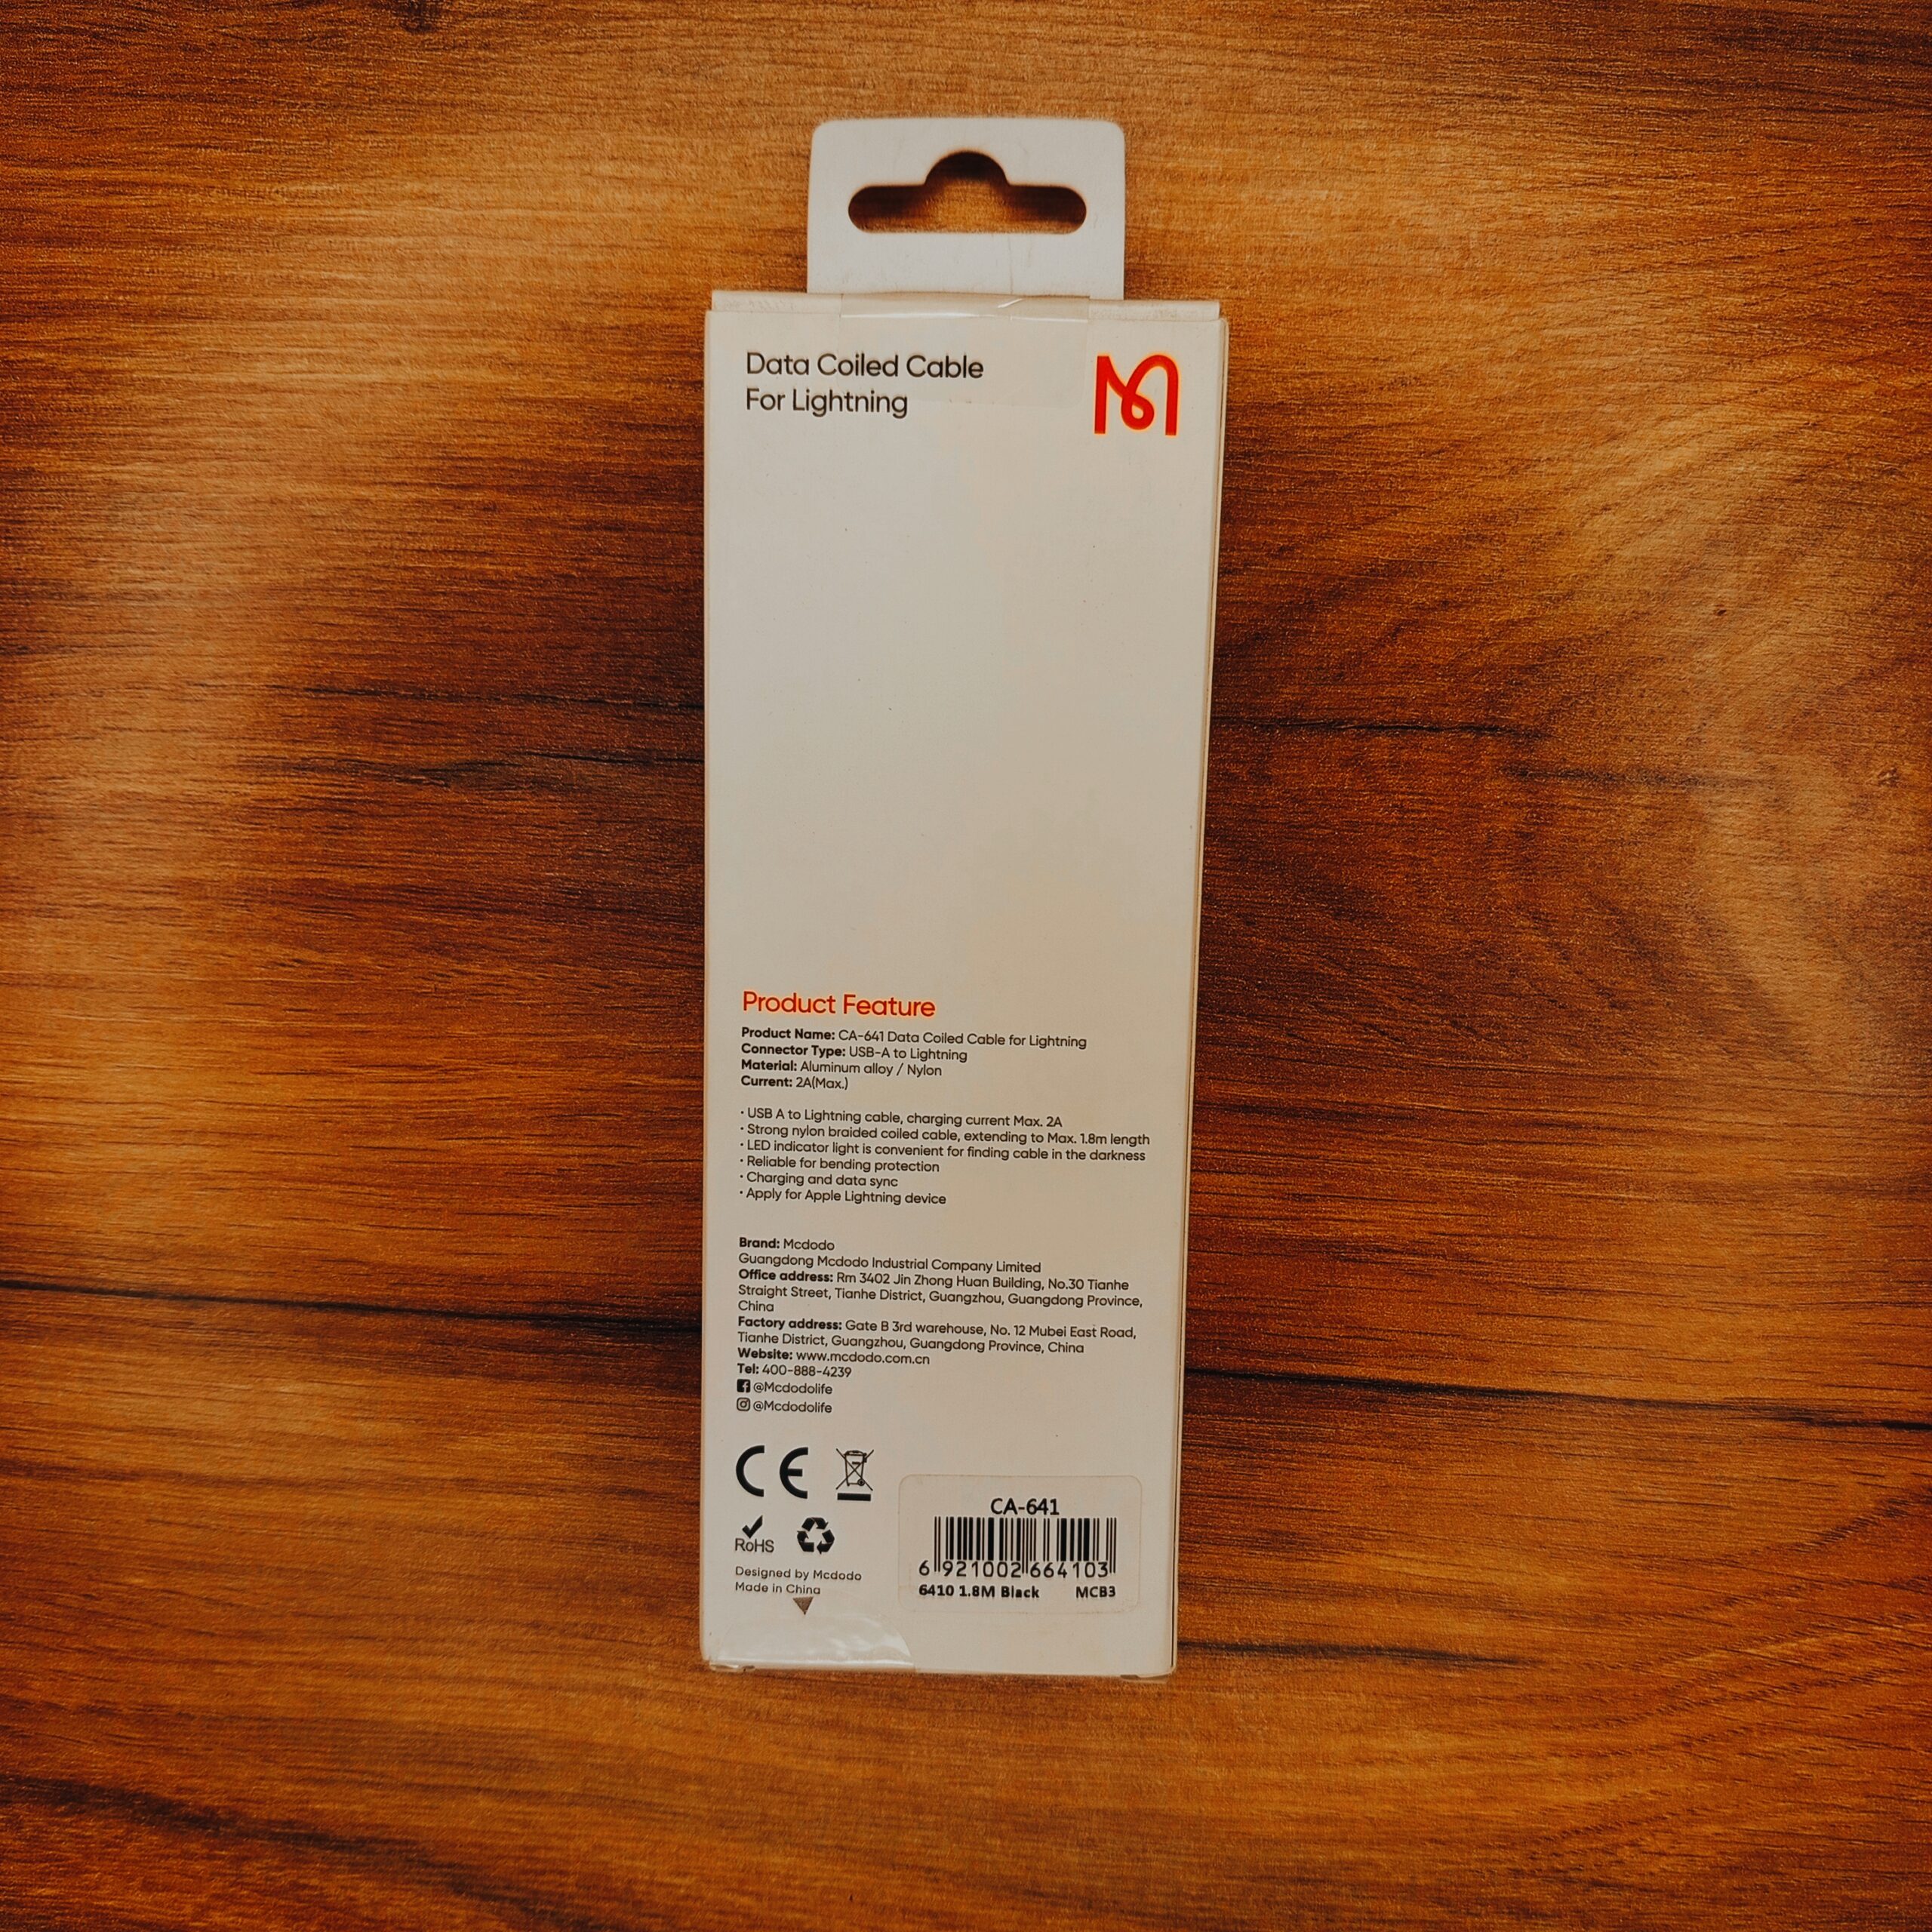 Data Coiled Cable
For Lightning
Product Feature
Product Name: CA-641 Data Coiled Cable for Lightning
Connector Type: USB-A to Lightning
Material: Aluminum alloy / Nylon
Current: 2A(Max.)
• USB A to Lightning cable, charging current Max. 2A
• Strong nylon braided coiled cable, extending to Max. 1.8m length
• LED indicator light is convenient for finding cable in the darkness
• Reliable for bending protection
• Charging and data sync
• Apply for Apple Lightning device
Brand: Mcdodo
Guangdong Mcdodo Industrial Company Limited
Office address: Rm 3402 Jin Zhong Huan Building, No.30 Tianhe
Straight Street, Tianhe District, Guangzhou, Guangdong Province,
China
Factory address: Gate B 3rd warehouse, No. 12 Mubei East Road,
Tianhe District, Guangzhou, Guangdong Province, China
Website: www.mcdodo.com.cn
Tel: 400-888-4239
@Mcdodolife
@Mcdodolife
CE
RoHS
Designed by Mcdodo
Made in China
CA-641
6 921002 664103
6410 1.8M Black MCB3